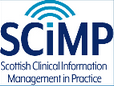 SCiMP
Scottish Clinical Information
Management in Practice